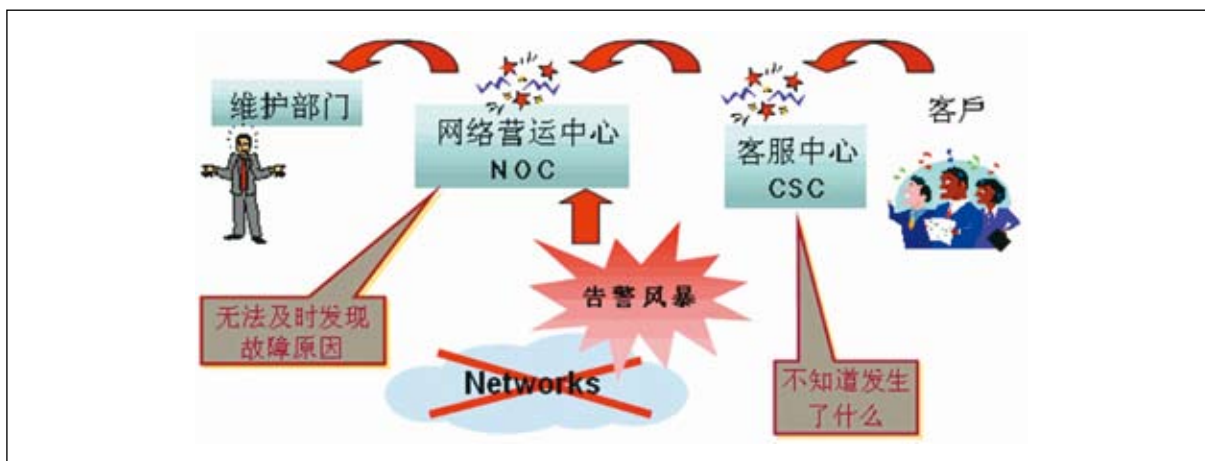 维护部门
网络营运中心
NOC
客服中心
CSC
客戶
告警风暴
无法及时发现
故障原因
Networks
不知道发生
了什么